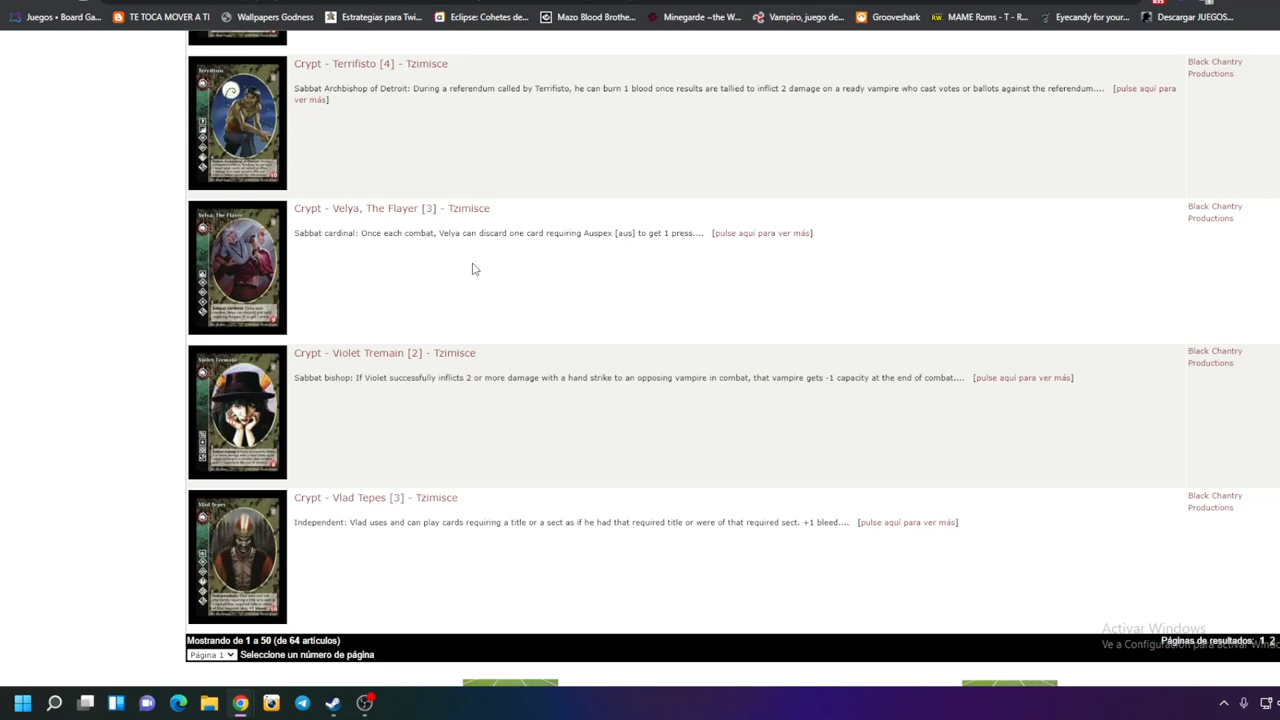 Juegos • Board Ga
TE TOCA MOVER A TI
Wallpapers Godness
Estampida para Twi...
Eclipse: Cohetes de...
Mazo Blood Brother...
Minegarde – the W...
Vampiro, juego de...
Grooveshark
MAME Roms - T - R...
Eyecandy for your...
Descargar JUEGOS...
Crypt - Terrifisto [4] - Tzimisce
Black Chantry
Productions
Sabbat Archbishop of Detroit: During a referendum called by Terrifisto, he can burn 1 blood once results are tallied to inflict 2 damage on a ready vampire who cast votes or ballots against the referendum.... [pulse aquí para
ver más]
Terrifisto
Crypt - Velya, The Flayer [3] - Tzimisce
Black Chantry
Productions
Sabbat cardinal: Once each combat, Velya can discard one card requiring Auspex [aus] to get 1 press.... [pulse aquí para ver más]
Velya, The Flayer
Crypt - Violet Tremain [2] - Tzimisce
Black Chantry
Productions
Sabbat bishop: If Violet successfully inflicts 2 or more damage with a hand strike to an opposing vampire in combat, that vampire gets -1 capacity at the end of combat.... [pulse aquí para ver más]
Violet Tremain
Crypt - Vlad Tepes [3] - Tzimisce
Black Chantry
Productions
Independent: Vlad uses and can play cards requiring a title or a sect as if he had that required title or were of that required sect. +1 bleed.... [pulse aquí para ver más]
Vlad Tepes
Activar Windows
Mostrando de 1 a 50 (de 64 artículos)
Páginas de resultados: 1 2
Ve a Configuración para activar Windo
Página 1
Seleccione un número de página